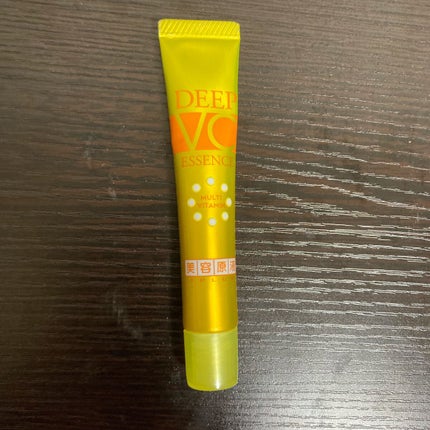 DEEP
VC
ESSENCE
MULTI
VITAMIN
美容原液